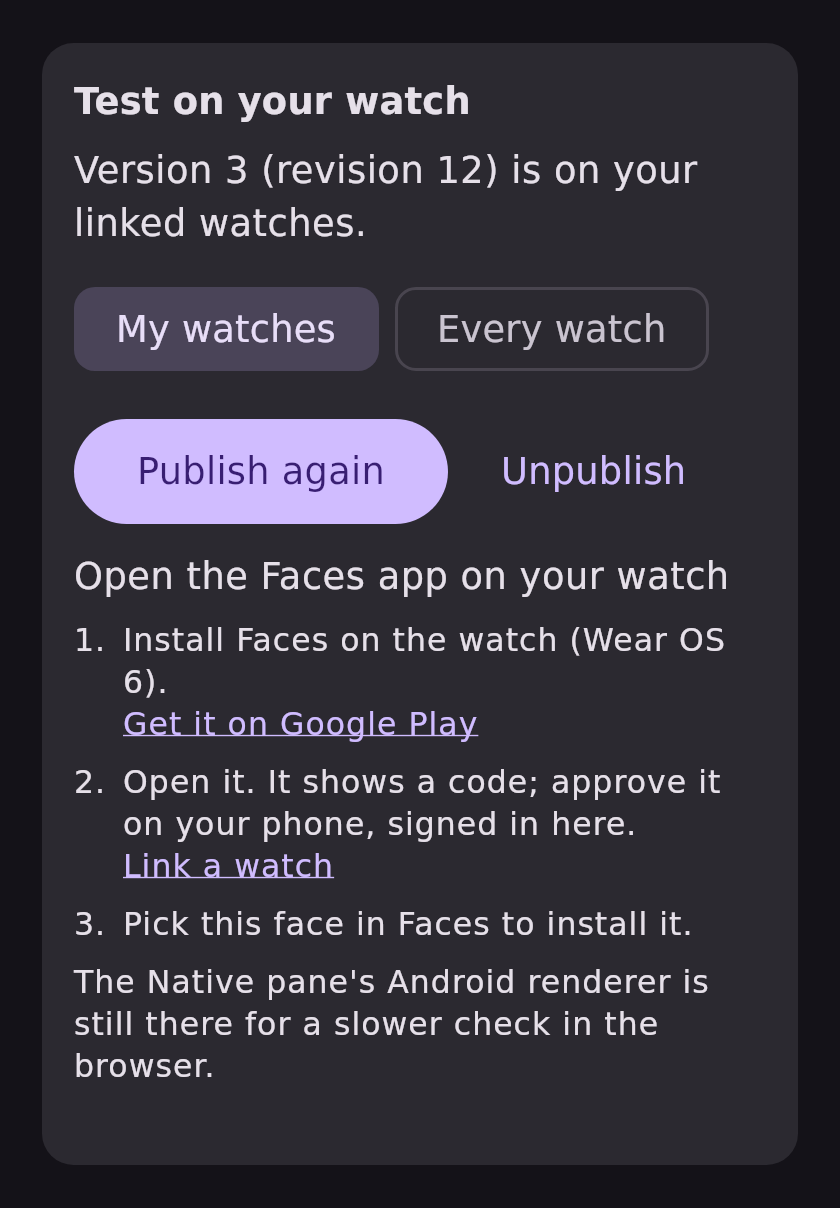 Test on your watch
Version 3 (revision 12) is on your
linked watches.
My watches
Every watch
Publish again
Unpublish
Open the Faces app on your watch
1. Install Faces on the watch (Wear OS
6).
Get it on Google Play
2. Open it. It shows a code; approve it
on your phone, signed in here.
Link a watch
3. Pick this face in Faces to install it.
The Native pane's Android renderer is
still there for a slower check in the
browser.